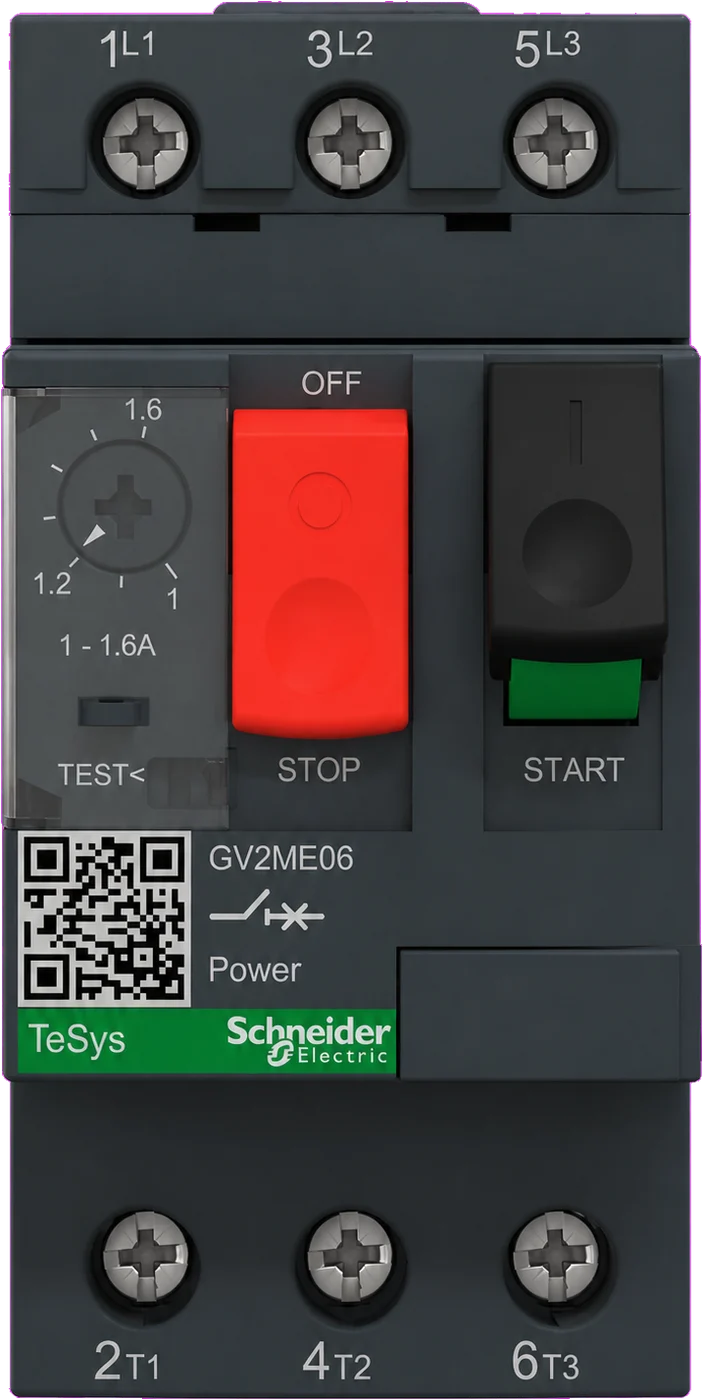 1L1 3L2 5L3
OFF
1.6
1.2
1
1 - 1.6A
TEST<
STOP
START
GV2ME06
Power
TeSys
Schneider
Electric
2T1 4T2 6T3